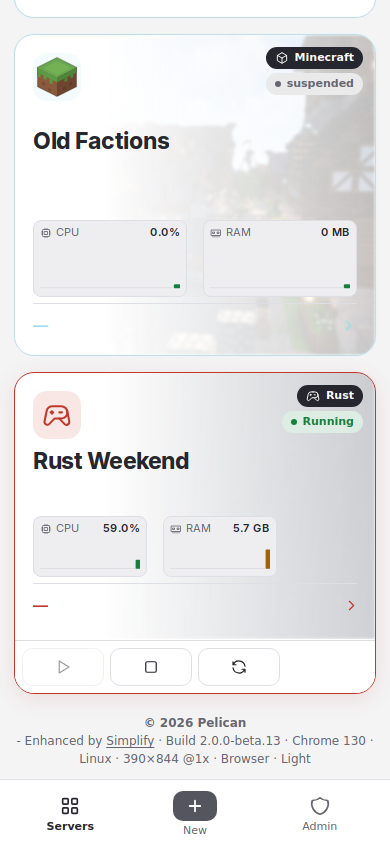 Minecraft
suspended
Old Factions
CPU 0.0%
RAM 0 MB
—
Rust
Running
Rust Weekend
CPU 59.0%
RAM 5.7 GB
—
© 2026 Pelican
- Enhanced by Simplify · Build 2.0.0-beta.13 · Chrome 130 ·
Linux · 390×844 @1x · Browser · Light
Servers
New
Admin